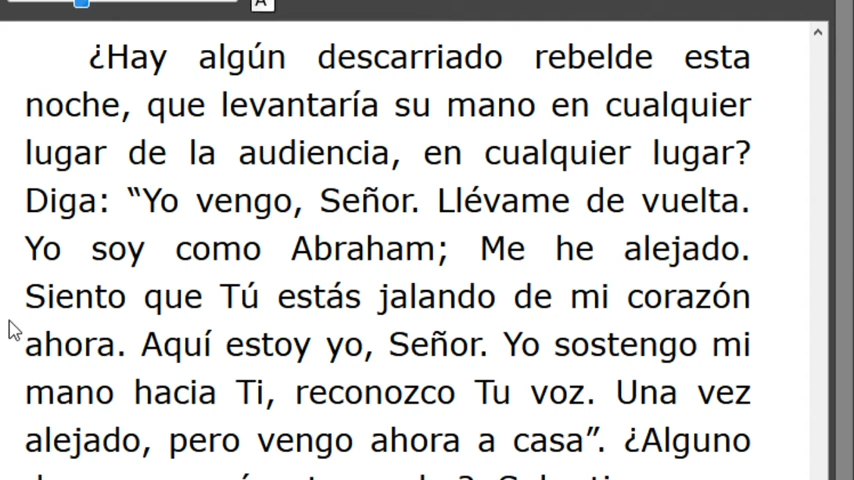 A
¿Hay algún descarriado rebelde esta
noche, que levantaría su mano en cualquier
lugar de la audiencia, en cualquier lugar?
Diga: “Yo vengo, Señor. Llévame de vuelta.
Yo soy como Abraham; Me he alejado.
Siento que Tú estás jalando de mi corazón
ahora. Aquí estoy yo, Señor. Yo sostengo mi
mano hacia Ti, reconozco Tu voz. Una vez
alejado, pero vengo ahora a casa”. ¿Alguno